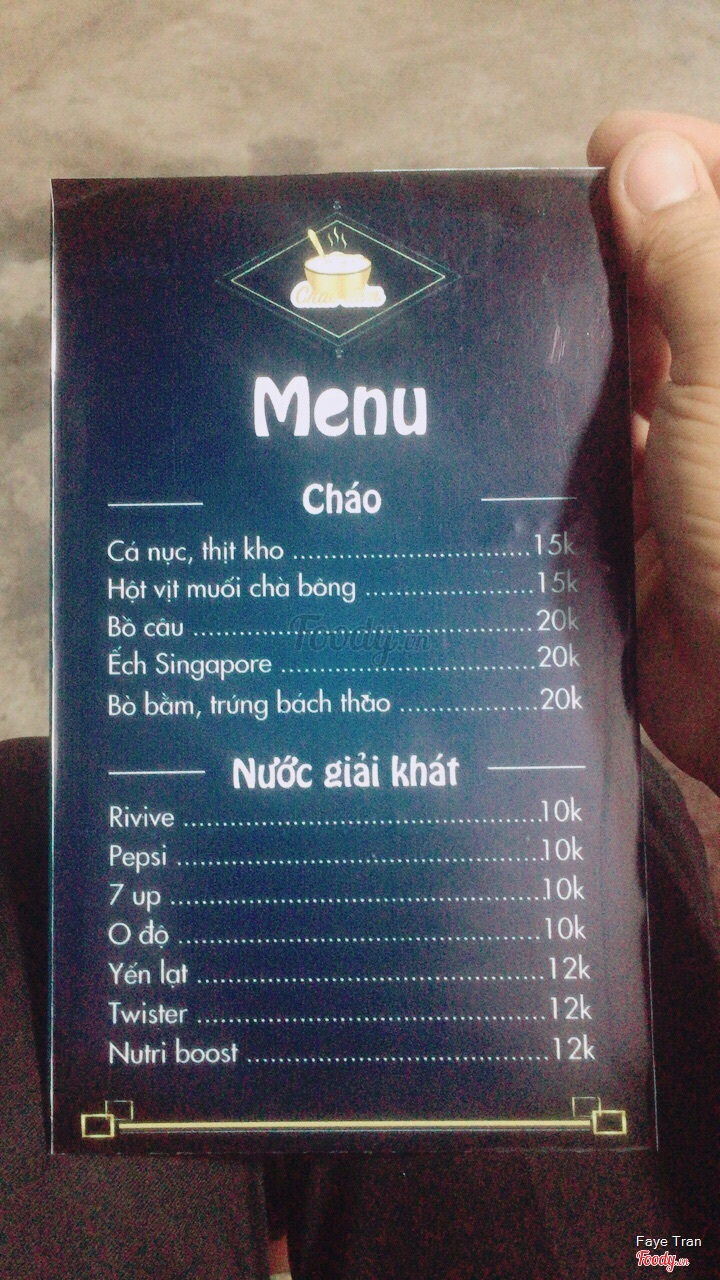 Menu
Cháo
Cá nục, thịt kho ........................... 15k
Hột vịt muối chà bông .................... 15k
Bồ câu ....................................... 20k
Ếch Singapore ............................. 20k
Bò bằm, trứng bách thảo ................ 20k
Nước giải khát
Rivive ........................................ 10k
Pepsi ......................................... 10k
7 up .......................................... 10k
O độ .......................................... 10k
Yến lạt ....................................... 12k
Twister ....................................... 12k
Nutri boost ................................. 12k
Foody.vn
Faye Tran
Foody.vn